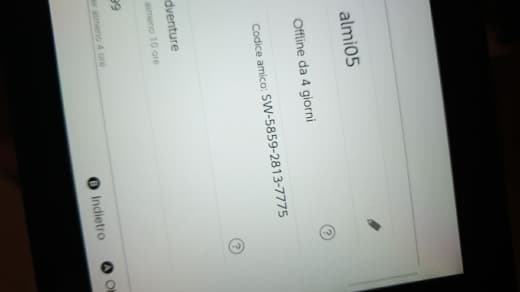 almi05
Offline da 4 giorni
Codice amico: SW-5859-2813-7775
dventure
almeno 10 ore
99
almeno 4 ore
B Indietro
A